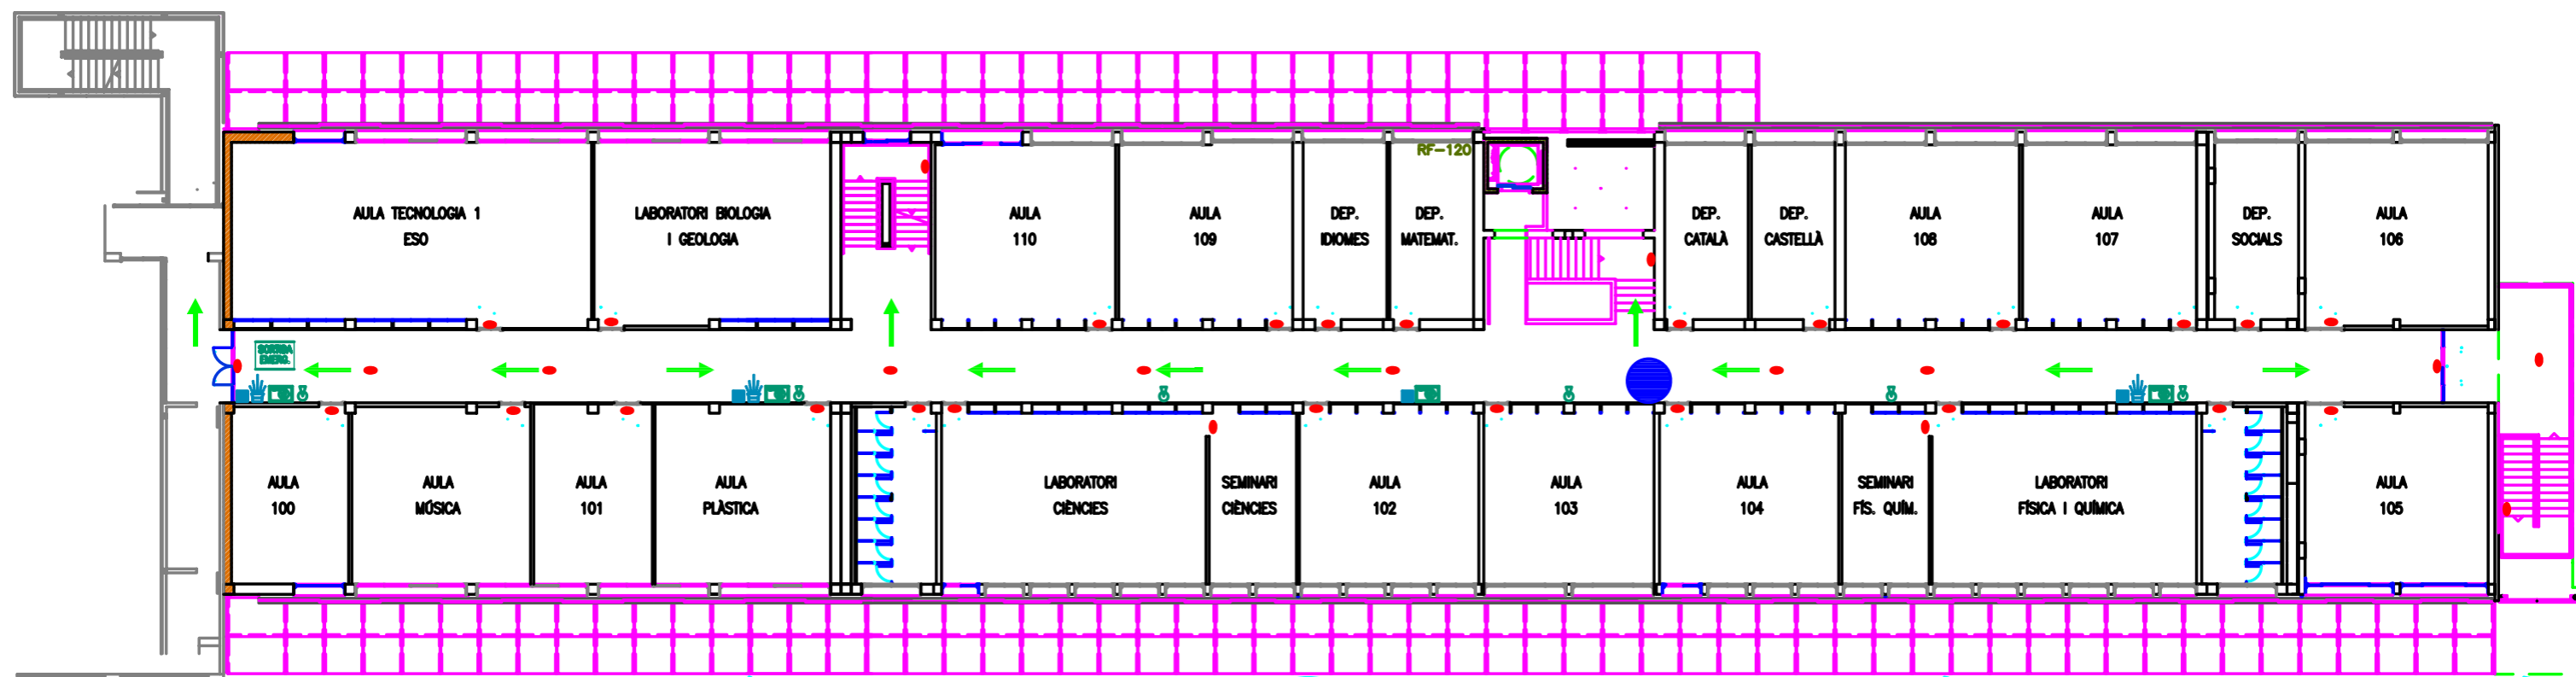 RF-120
AULA TECNOLOGIA 1
ESO
LABORATORI BIOLOGIA
I GEOLOGIA
AULA
110
AULA
109
DEP.
IDIOMES
DEP.
MATEMAT.
DEP.
CATALÀ
DEP.
CASTELLÀ
AULA
108
AULA
107
DEP.
SOCIALS
AULA
106
SORTIDA
EMERG.
AULA
100
AULA
MÚSICA
AULA
101
AULA
PLÀSTICA
LABORATORI
CIÈNCIES
SEMINARI
CIÈNCIES
AULA
102
AULA
103
AULA
104
SEMINARI
FÍS. QUÍM.
LABORATORI
FÍSICA I QUÍMICA
AULA
105